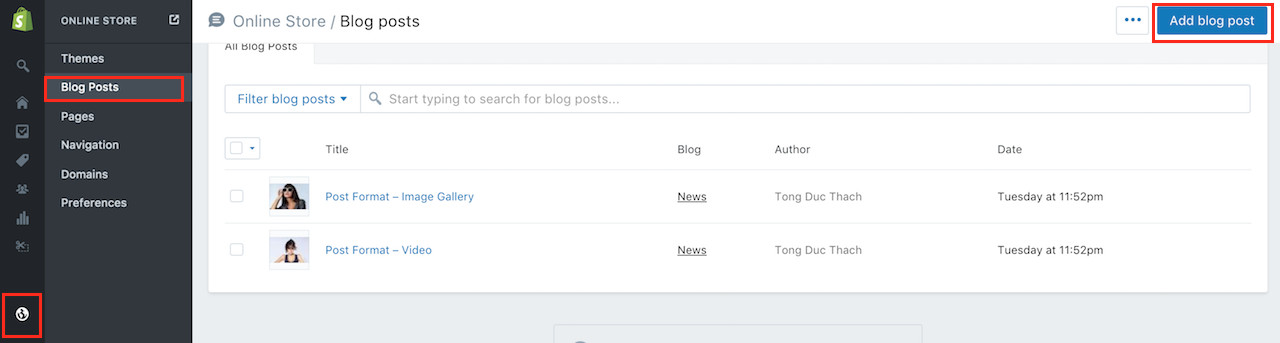 ONLINE STORE
Themes
Blog Posts
Pages
Navigation
Domains
Preferences
Online Store / Blog posts
Add blog post
All Blog Posts
Filter blog posts
Start typing to search for blog posts...
Title Blog Author Date
Post Format – Image Gallery News Tong Duc Thach Tuesday at 11:52pm
Post Format – Video News Tong Duc Thach Tuesday at 11:52pm